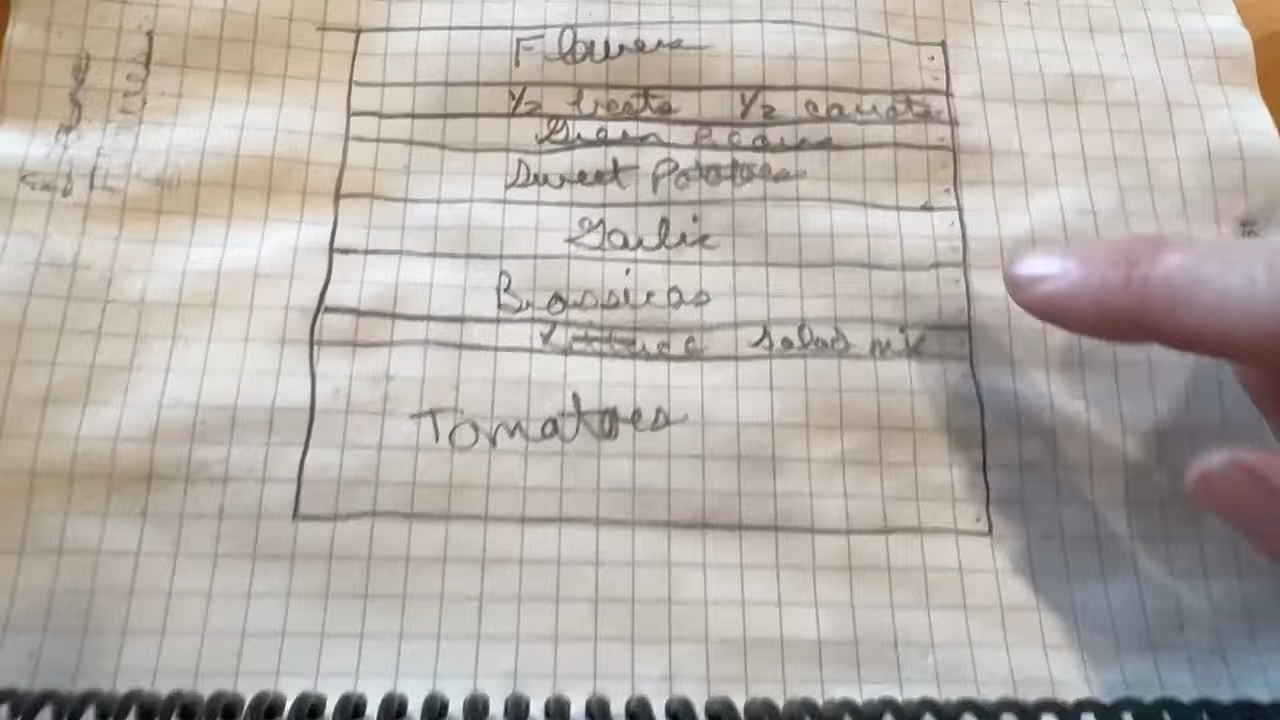 Flowers
1/2 beets 1/2 carrots
Green Beans
Sweet Potatoes
Garlic
Brassicas
Lettuce Salad mix
Tomatoes